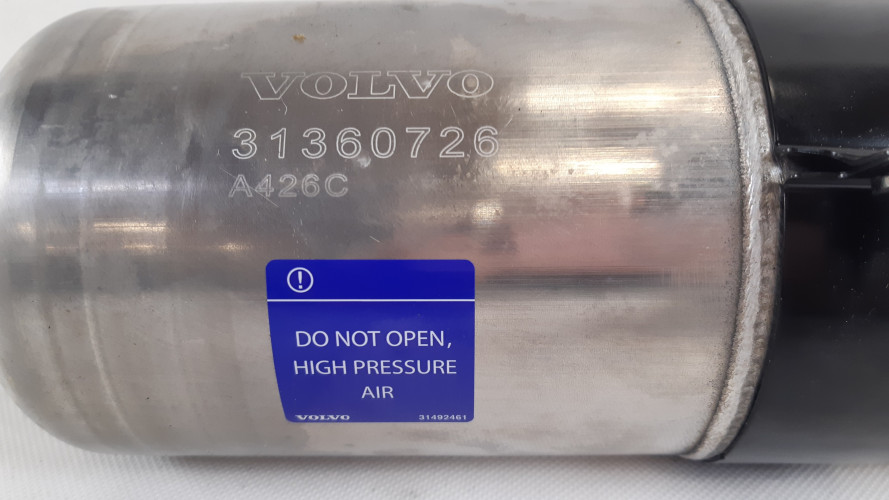 VOLVO
31360726
A426C
DO NOT OPEN,
HIGH PRESSURE
AIR
VOLVO 31492461